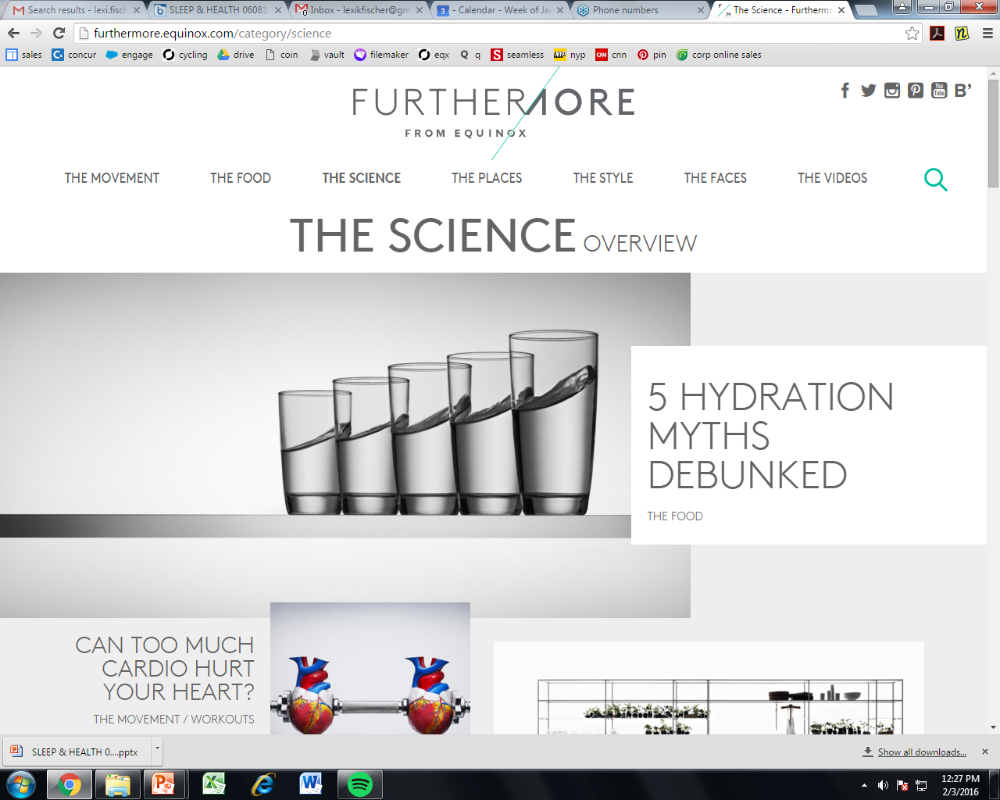 Search results - lexi.fisch
SLEEP & HEALTH 06081
Inbox - lexikfischer@gm
- Calendar - Week of Jan
Phone numbers
The Science - Furthermo
furthermore.equinox.com/category/science
sales concur engage cycling drive coin vault filemaker eqx q seamless nyp cnn pin corp online sales
FURTHERMORE
FROM EQUINOX
THE MOVEMENT THE FOOD THE SCIENCE THE PLACES THE STYLE THE FACES THE VIDEOS
THE SCIENCE OVERVIEW
5 HYDRATION
MYTHS
DEBUNKED
THE FOOD
CAN TOO MUCH
CARDIO HURT
YOUR HEART?
THE MOVEMENT / WORKOUTS
SLEEP & HEALTH 0....pptx
Show all downloads...
12:27 PM
2/3/2016